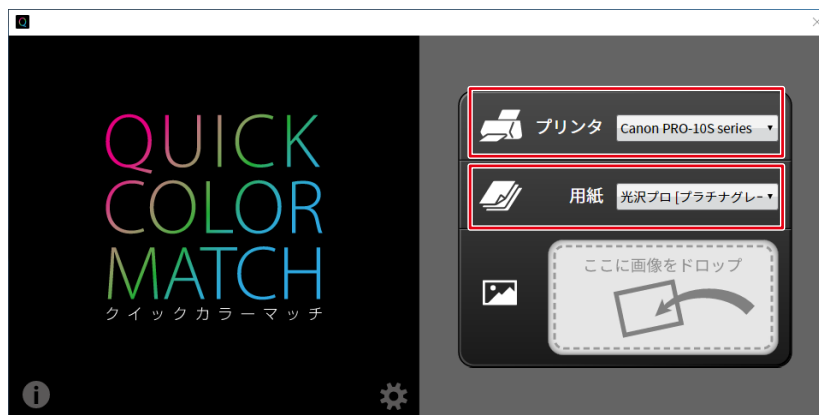 QUICK
COLOR
MATCH
クイックカラーマッチ
プリンタ
Canon PRO-10S series
用紙
光沢プロ [プラチナグレー
ここに画像をドロップ